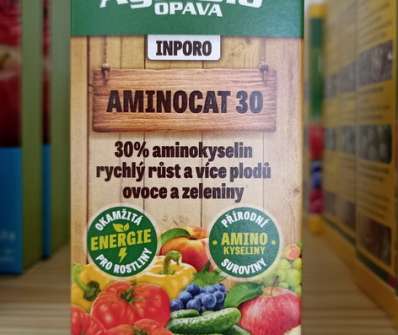 OPAVA
INPORO
AMINOCAT 30
30% aminokyselin
rychlý růst a více plodů
ovoce a zeleniny
OKAMŽITÁ
ENERGIE
PRO ROSTLINY
PŘÍRODNÍ
AMINO
KYSELINY
SUROVINY